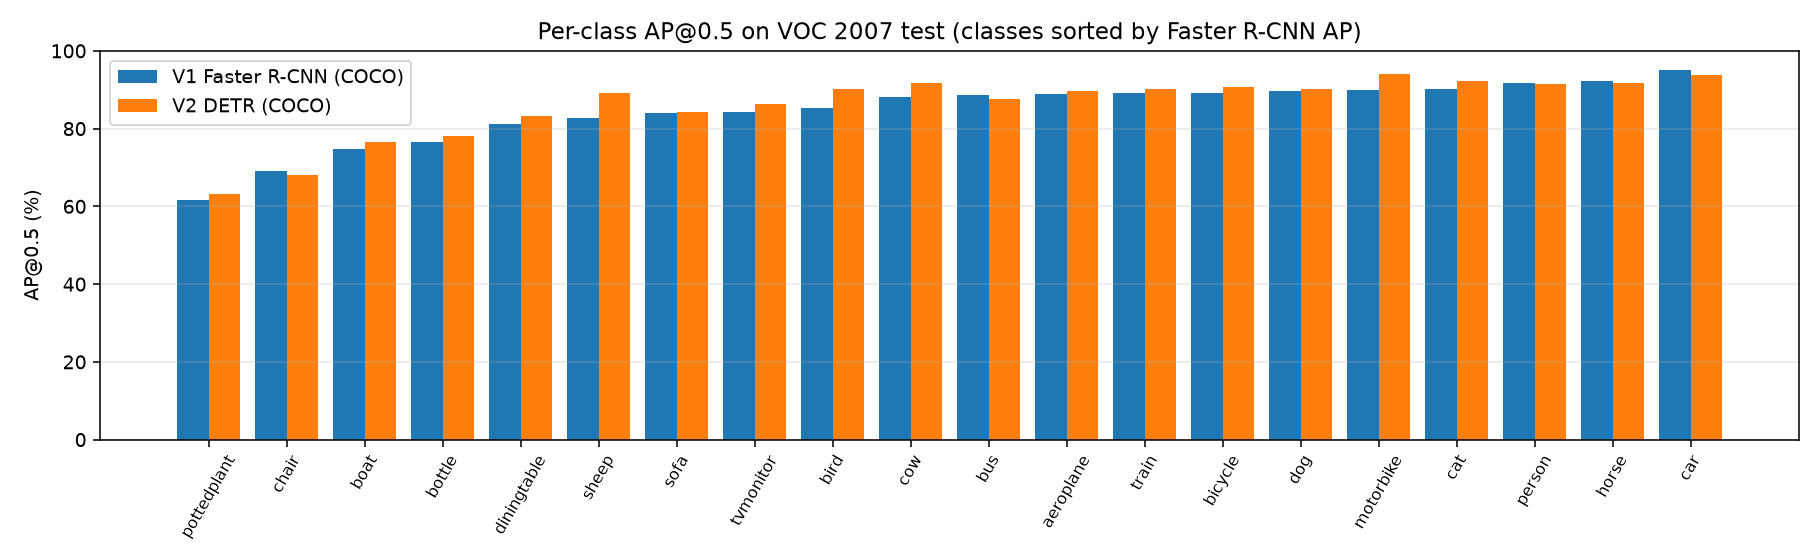 Per-class AP@0.5 on VOC 2007 test (classes sorted by Faster R-CNN AP)
V1 Faster R-CNN (COCO)
V2 DETR (COCO)
AP@0.5 (%)
100
80
60
40
20
0
pottedplant
chair
boat
bottle
diningtable
sheep
sofa
tvmonitor
bird
cow
bus
aeroplane
train
bicycle
dog
motorbike
cat
person
horse
car